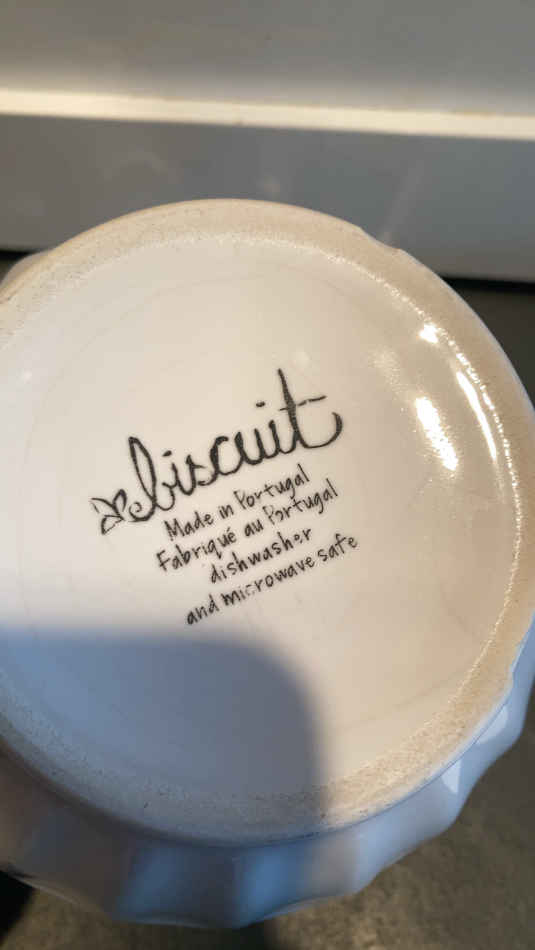 biscuit
Made in Portugal
Fabriqué au Portugal
dishwasher
and microwave safe